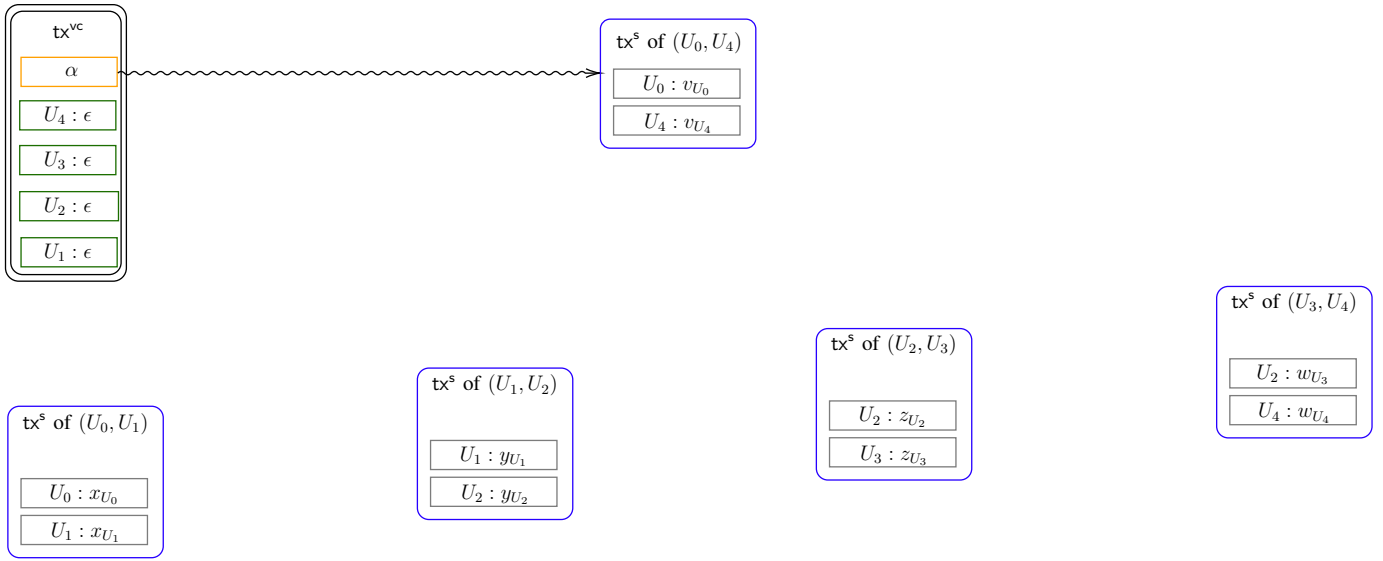 tx^vc
α
U_4 : ϵ
U_3 : ϵ
U_2 : ϵ
U_1 : ϵ
tx^s of (U_0, U_4)
U_0 : v_{U_0}
U_4 : v_{U_4}
tx^s of (U_0, U_1)
U_0 : x_{U_0}
U_1 : x_{U_1}
tx^s of (U_1, U_2)
U_1 : y_{U_1}
U_2 : y_{U_2}
tx^s of (U_2, U_3)
U_2 : z_{U_2}
U_3 : z_{U_3}
tx^s of (U_3, U_4)
U_2 : w_{U_3}
U_4 : w_{U_4}